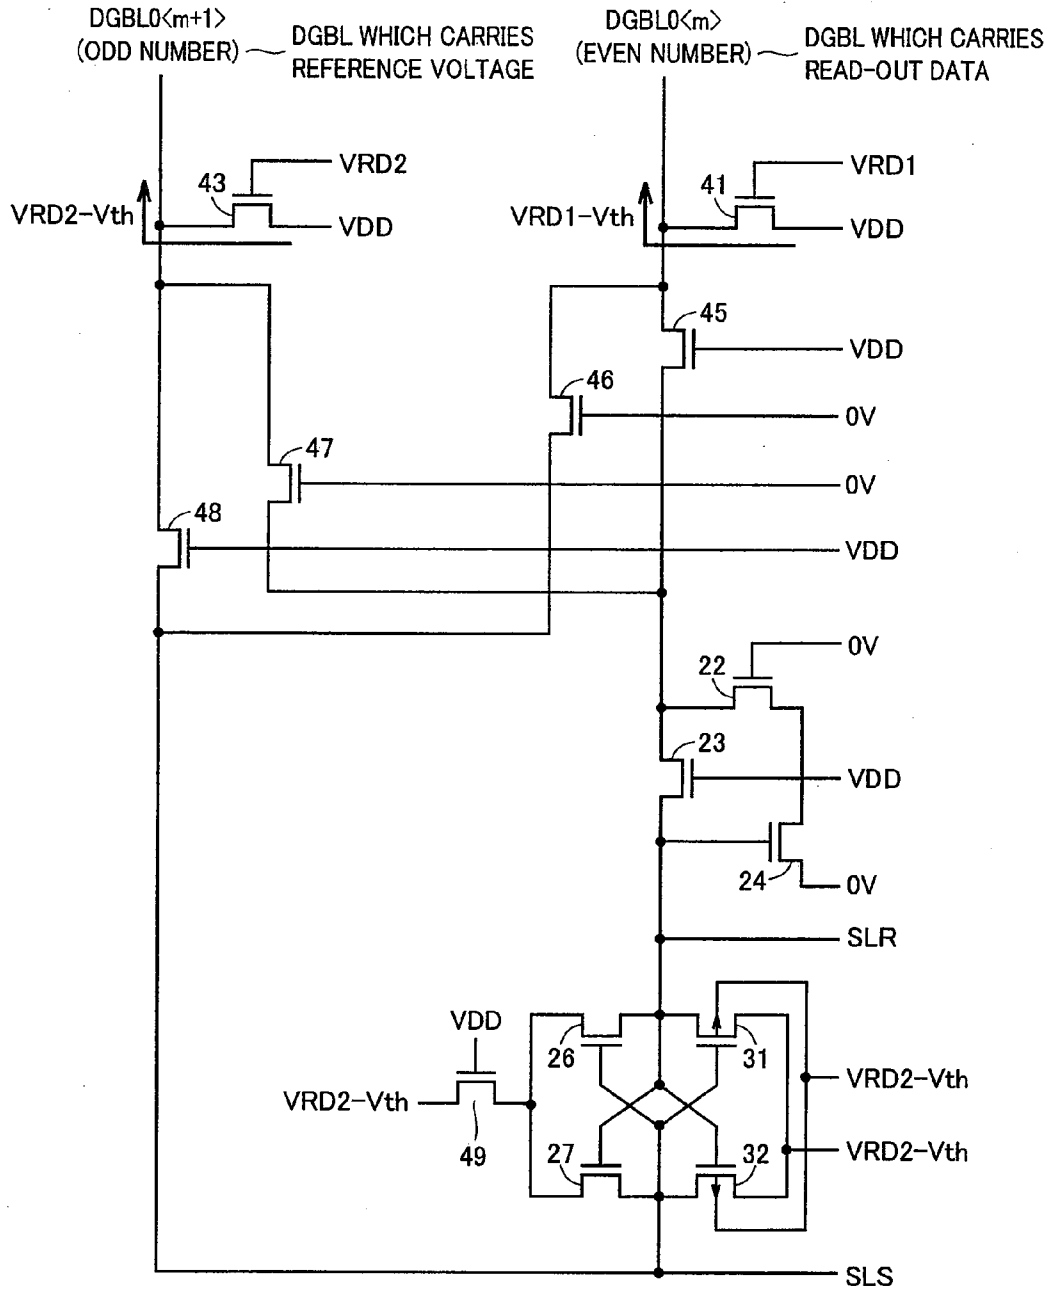 DGBL0<m+1>
(ODD NUMBER)
DGBL WHICH CARRIES
REFERENCE VOLTAGE
DGBL0<m>
(EVEN NUMBER)
DGBL WHICH CARRIES
READ-OUT DATA
VRD2
43
VRD2-Vth
VDD
VRD1
41
VRD1-Vth
VDD
45
VDD
46
0V
47
0V
48
VDD
0V
22
23
VDD
24
0V
SLR
VDD
26
31
VRD2-Vth
VRD2-Vth
49
27
32
VRD2-Vth
SLS